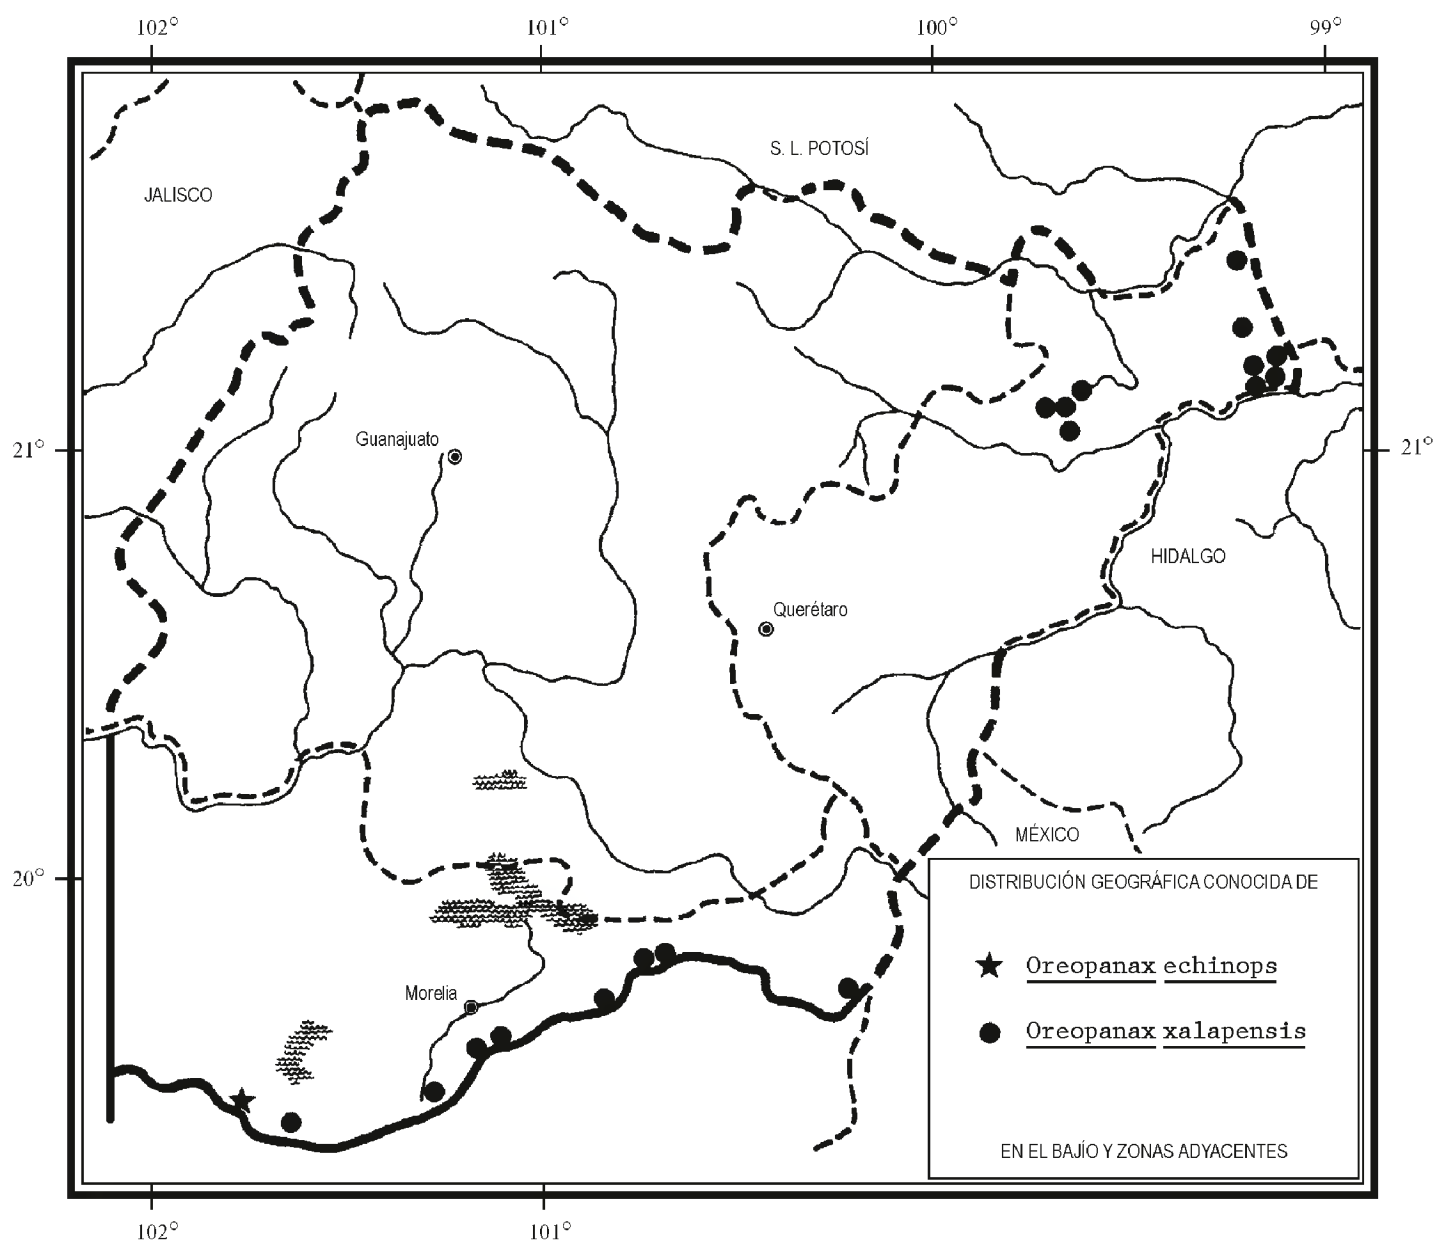 102° 101° 100° 99°
S. L. POTOSÍ
JALISCO
Guanajuato
21° 21°
HIDALGO
Querétaro
MÉXICO
20°
DISTRIBUCIÓN GEOGRÁFICA CONOCIDA DE
Oreopanax echinops
Morelia
Oreopanax xalapensis
EN EL BAJÍO Y ZONAS ADYACENTES
102° 101°